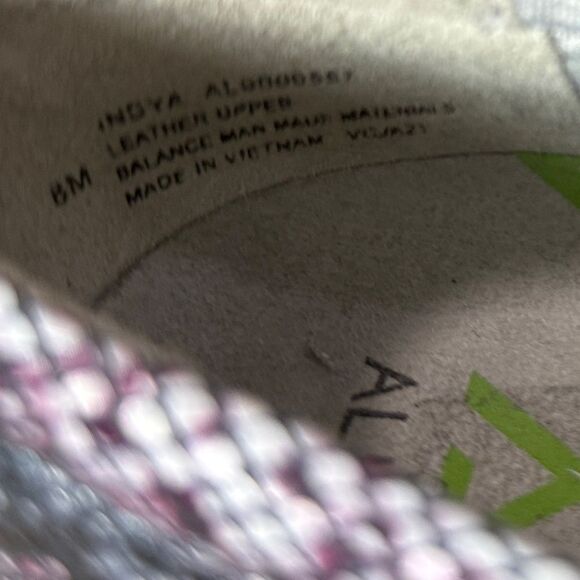 INDYA AL0000567
LEATHER UPPER
BALANCE MAN MADE MATERIALS
8M MADE IN VIETNAM
AL